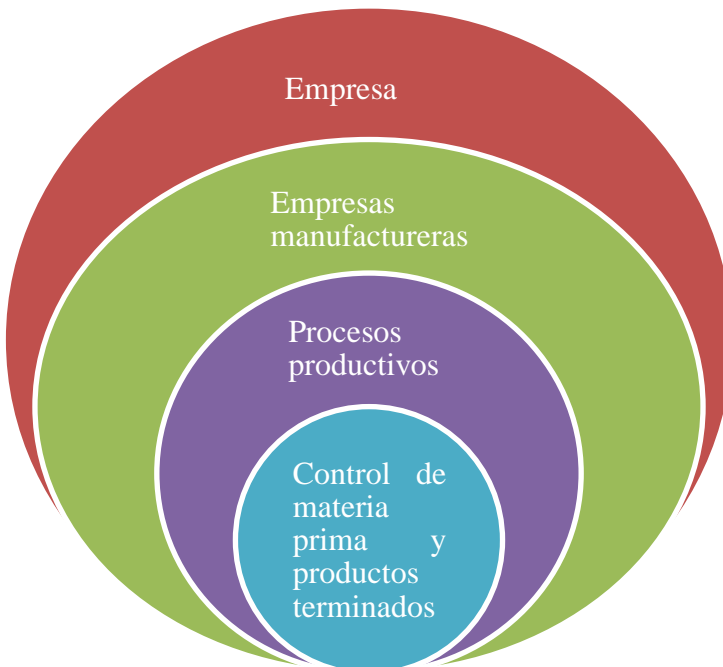 Empresa
Empresas
manufactureras
Procesos
productivos
Control de
materia
prima y
productos
terminados